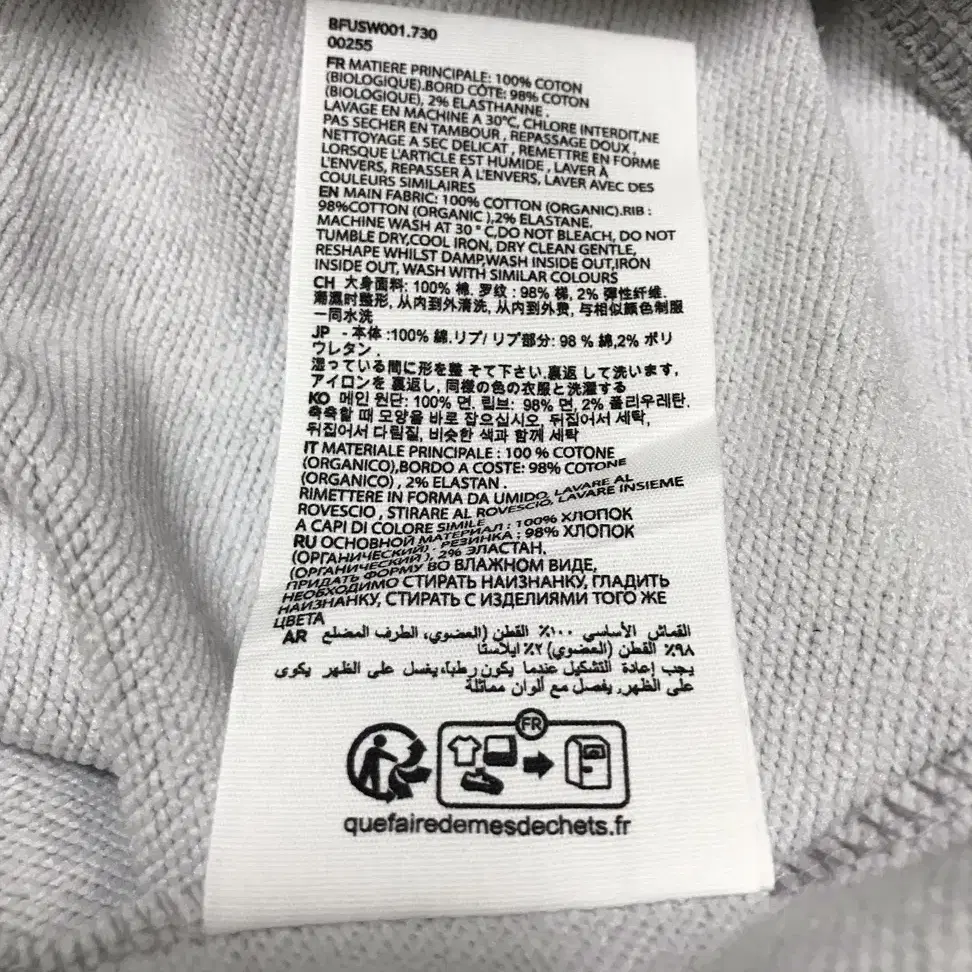 BFUSW001.730
00255
FR MATIERE PRINCIPALE: 100% COTON
(BIOLOGIQUE).BORD CÔTE: 98% COTON
(BIOLOGIQUE), 2% ELASTHANNE .
LAVAGE EN MACHINE A 30°C, CHLORE INTERDIT,NE
PAS SECHER EN TAMBOUR , REPASSAGE DOUX ,
NETTOYAGE A SEC DELICAT , REMETTRE EN FORME
LORSQUE L'ARTICLE EST HUMIDE , LAVER À
L'ENVERS, REPASSER À L'ENVERS, LAVER AVEC DES
COULEURS SIMILAIRES
EN MAIN FABRIC: 100% COTTON (ORGANIC).RIB :
98%COTTON (ORGANIC ),2% ELASTANE,
MACHINE WASH AT 30 ° C,DO NOT BLEACH, DO NOT
TUMBLE DRY,COOL IRON, DRY CLEAN GENTLE,
RESHAPE WHILST DAMP,WASH INSIDE OUT,IRON
INSIDE OUT, WASH WITH SIMILAR COLOURS
CH 大身面料: 100% 棉. 罗纹 : 98% 梯, 2% 彈性纤维.
潮濕时整形, 从内到外清洗, 从内到外费, 与相似颜色制服
一同水洗
JP - 本体 :100% 綿.リブ/ リブ部分: 98 % 綿,2% ポリ
ウレタン .
湿っている間に形を整 そて下さい.裏返 して洗います,
アイロンを 裏返し, 同様の色の衣服と洗濯する
KO 메인 원단: 100% 면. 립브: 98% 면, 2% 폴리우레탄.
축축할 때 모양을 바로 잡으십시오, 뒤집어서 세탁,
뒤집어서 다림질, 비슷한 색과 함께 세탁
IT MATERIALE PRINCIPALE : 100 % COTONE
(ORGANICO),BORDO A COSTE: 98% COTONE
(ORGANICO) , 2% ELASTAN .
RIMETTERE IN FORMA DA UMIDO, LAVARE AL
ROVESCIO , STIRARE AL ROVESCIO, LAVARE INSIEME
A CAPI DI COLORE SIMILE
RU ОСНОВНОЙ МАТЕРИАЛ : 100% ХЛОПОК
(ОРГАНИЧЕСКИЙ) · РЕЗИНКА : 98% ХЛОПОК
(ОРГАНИЧЕСКИЙ ), 2% ЭЛАСТАН.
ПРИДАТЬ ФОРМУ ВО ВЛАЖНОМ ВИДЕ,
НЕОБХОДИМО СТИРАТЬ НАИЗНАНКУ, ГЛАДИТЬ
НАИЗНАНКУ, СТИРАТЬ С ИЗДЕЛИЯМИ ТОГО ЖЕ
ЦВЕТА
AR القماش الأساسي ١٠٠٪ القطن (العضوي)، الطرف المضلع
٩٨٪ القطن (العضوي) ٢٪ ايلاستا
يجب إعادة التشكيل عندما يكون رطبا، يغسل على الظهر يكوى
على الظهر, يفصل مع ألوان مماثلة
FR
quefairedemesdechets.fr